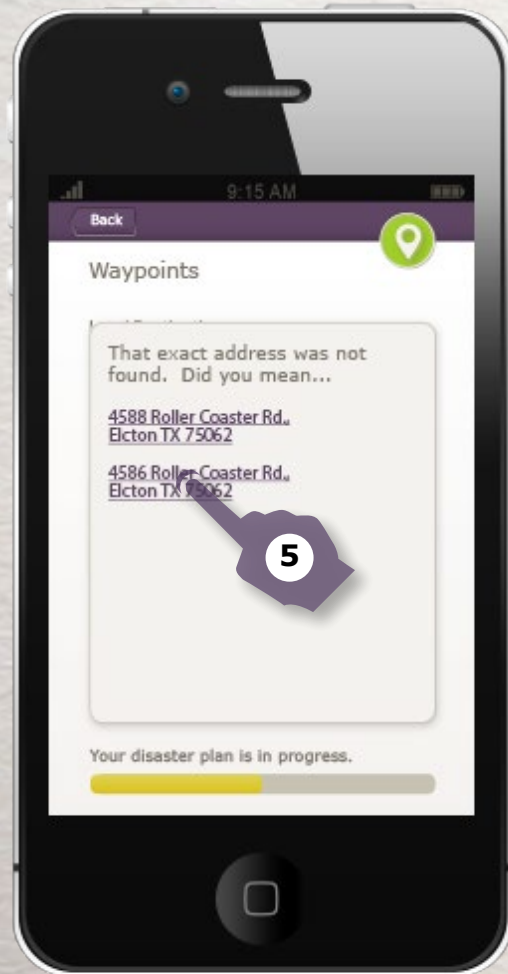 9:15 AM
Back
Waypoints
That exact address was not
found. Did you mean...
4588 Roller Coaster Rd.,
Elcton TX 75062
4586 Roller Coaster Rd.,
Elcton TX 75062
5
Your disaster plan is in progress.